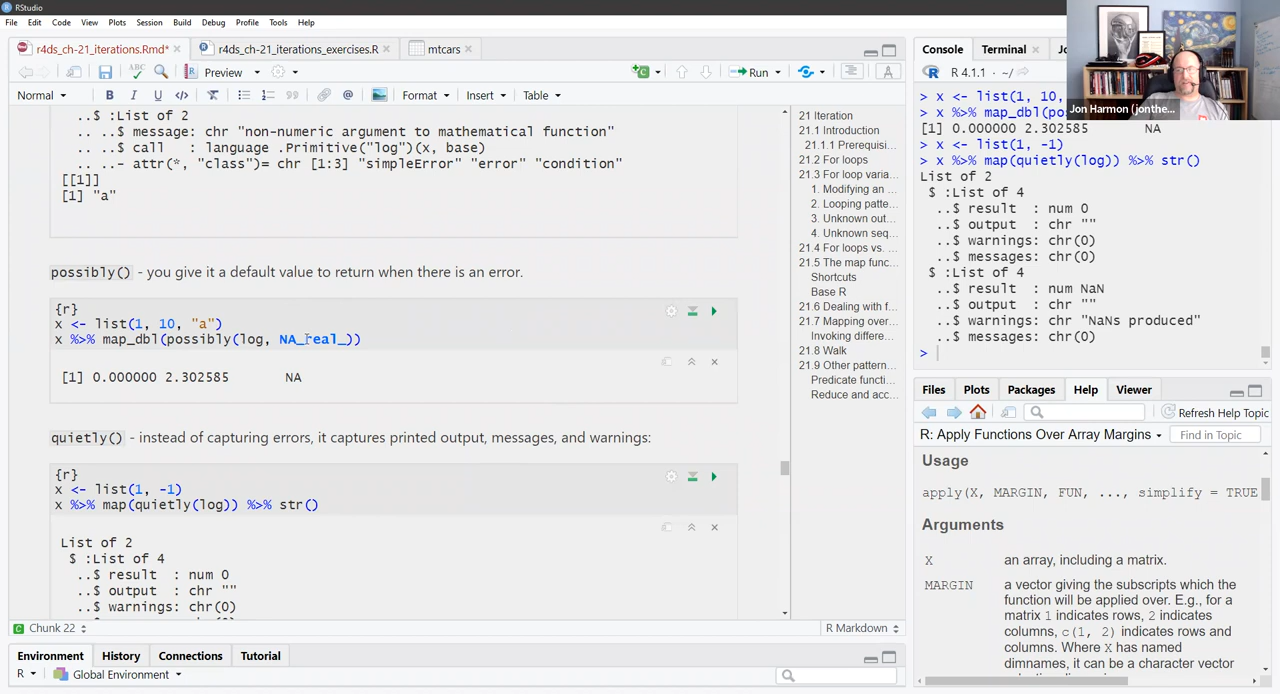 RStudio
File Edit Code View Plots Session Build Debug Profile Tools Help
r4ds_ch-21_iterations.Rmd* r4ds_ch-21_iterations_exercises.R mtcars
ABC Preview Run
Normal B I U Format Insert Table
..$ :List of 2
.. ..$ message: chr "non-numeric argument to mathematical function"
.. ..$ call : language .Primitive("log")(x, base)
.. ..- attr(*, "class")= chr [1:3] "simpleError" "error" "condition"
[[1]]
[1] "a"
possibly() - you give it a default value to return when there is an error.
{r}
x <- list(1, 10, "a")
x %>% map_dbl(possibly(log, NA_real_))
[1] 0.000000 2.302585 NA
quietly() - instead of capturing errors, it captures printed output, messages, and warnings:
{r}
x <- list(1, -1)
x %>% map(quietly(log)) %>% str()
List of 2
$ :List of 4
..$ result : num 0
..$ output : chr ""
..$ warnings: chr(0)
Chunk 22 R Markdown
21 Iteration
21.1 Introduction
21.1.1 Prerequisi...
21.2 For loops
21.3 For loop varia...
1. Modifying an ...
2. Looping patte...
3. Unknown out...
4. Unknown seq...
21.4 For loops vs. ...
21.5 The map func...
Shortcuts
Base R
21.6 Dealing with f...
21.7 Mapping over...
Invoking differe...
21.8 Walk
21.9 Other pattern...
Predicate functi...
Reduce and acc...
Environment History Connections Tutorial
R Global Environment
Console Terminal
R 4.1.1 · ~/
> x <- list(1, 10,
> x %>% map_dbl(po
Jon Harmon (jonthe...
[1] 0.000000 2.302585 NA
> x <- list(1, -1)
> x %>% map(quietly(log)) %>% str()
List of 2
$ :List of 4
..$ result : num 0
..$ output : chr ""
..$ warnings: chr(0)
..$ messages: chr(0)
$ :List of 4
..$ result : num NaN
..$ output : chr ""
..$ warnings: chr "NaNs produced"
..$ messages: chr(0)
>
Files Plots Packages Help Viewer
Refresh Help Topic
R: Apply Functions Over Array Margins Find in Topic
Usage
apply(X, MARGIN, FUN, ..., simplify = TRUE
Arguments
X an array, including a matrix.
MARGIN a vector giving the subscripts which the
function will be applied over. E.g., for a
matrix 1 indicates rows, 2 indicates
columns, c(1, 2) indicates rows and
columns. Where X has named
dimnames, it can be a character vector